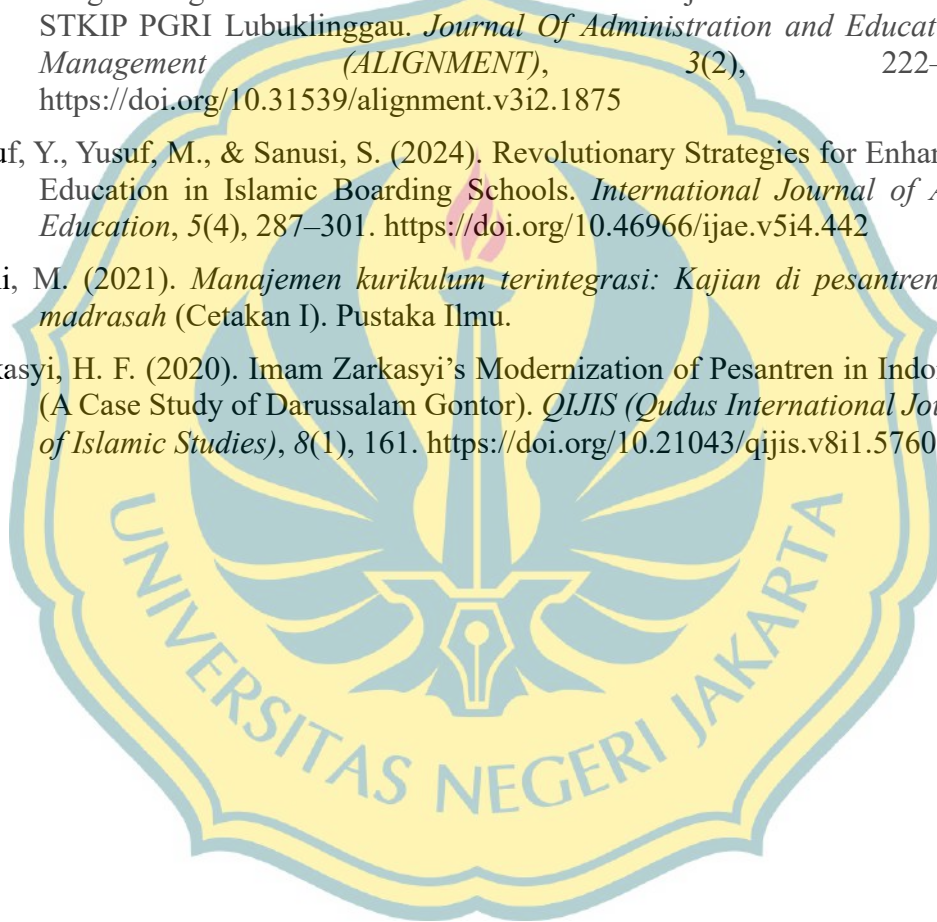 STKIP PGRI Lubuklinggau. Journal Of Administration and Educat
Management (ALIGNMENT), 3(2), 222–
https://doi.org/10.31539/alignment.v3i2.1875
uf, Y., Yusuf, M., & Sanusi, S. (2024). Revolutionary Strategies for Enhan
Education in Islamic Boarding Schools. International Journal of A
Education, 5(4), 287–301. https://doi.org/10.46966/ijae.v5i4.442
i, M. (2021). Manajemen kurikulum terintegrasi: Kajian di pesantren
madrasah (Cetakan I). Pustaka Ilmu.
kasyi, H. F. (2020). Imam Zarkasyi’s Modernization of Pesantren in Indo
(A Case Study of Darussalam Gontor). QIJIS (Qudus International Jou
of Islamic Studies), 8(1), 161. https://doi.org/10.21043/qijis.v8i1.5760
UNIVERSITAS NEGERI JAKARTA